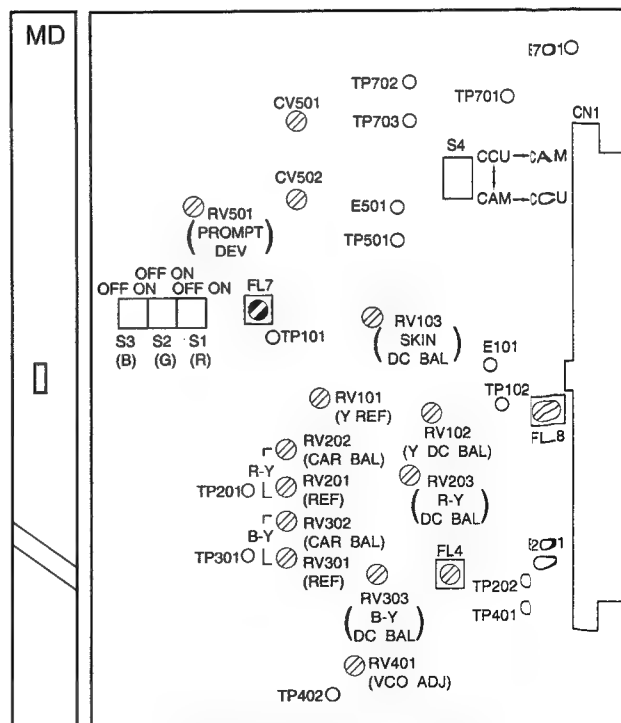 MD
E701
TP702
TP701
CV501
TP703
CN1
S4
CCU → CAM
CAM → CCU
CV502
RV501
(PROMPT
DEV)
E501
TP501
OFF ON
OFF ON OFF ON
FL7
S3 S2 S1
(B) (G) (R)
TP101
RV103
(SKIN
DC BAL)
E101
TP102
RV101
(Y REF)
RV102
(Y DC BAL)
FL8
RV202
(CAR BAL)
R-Y
TP201
RV201
(REF)
RV203
(R-Y
DC BAL)
RV302
(CAR BAL)
B-Y
TP301
RV301
(REF)
FL4
E201
TP202
TP401
RV303
(B-Y
DC BAL)
RV401
(VCO ADJ)
TP402